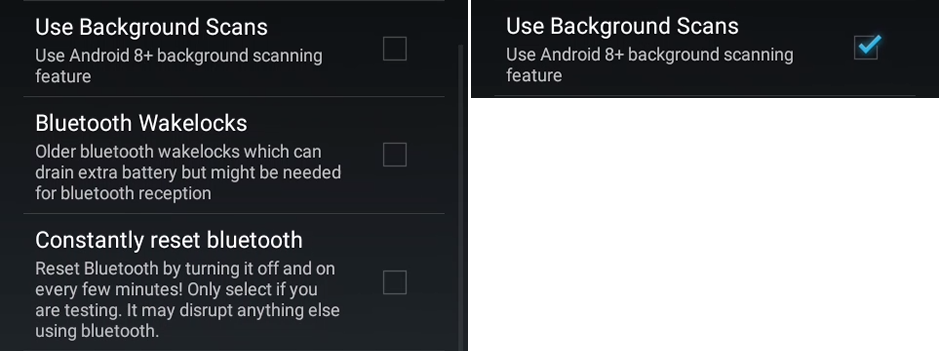 Use Background Scans
Use Android 8+ background scanning
feature
Bluetooth Wakelocks
Older bluetooth wakelocks which can
drain extra battery but might be needed
for bluetooth reception
Constantly reset bluetooth
Reset Bluetooth by turning it off and on
every few minutes! Only select if you
are testing. It may disrupt anything else
using bluetooth.
Use Background Scans
Use Android 8+ background scanning
feature